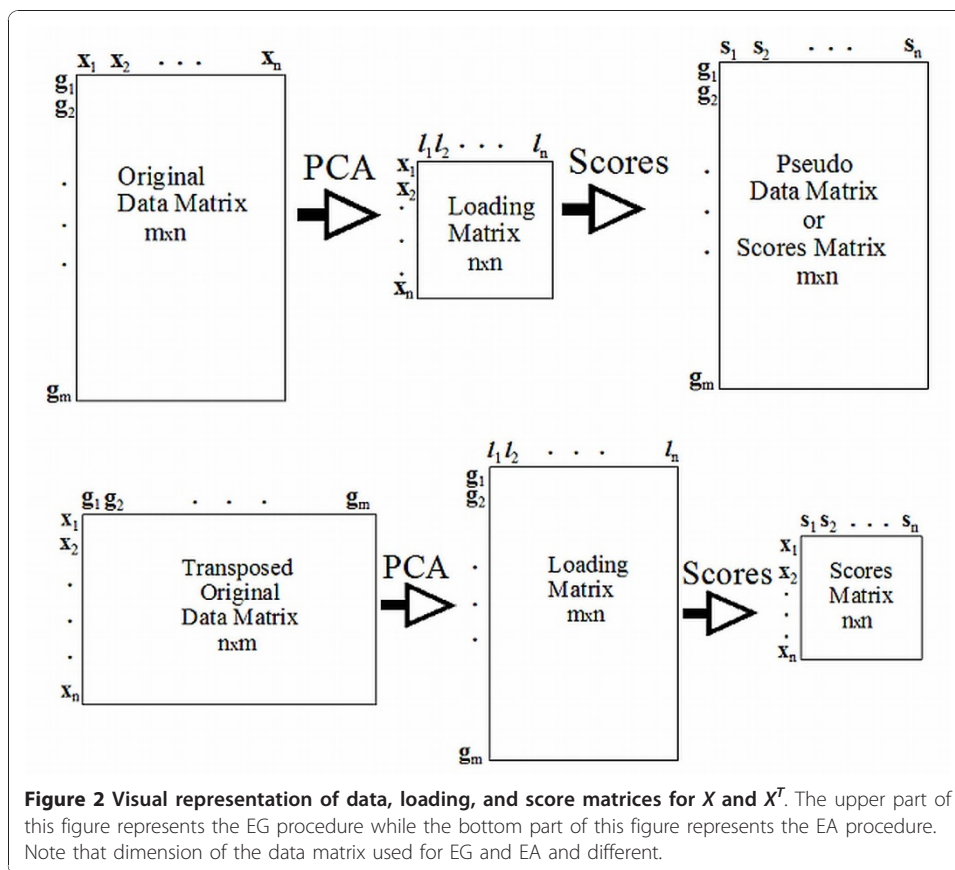 x₁ x₂ . . . xₙ
g₁
g₂
.
.
.
gₘ
Original
Data Matrix
mxn
PCA
l₁ l₂ . . . lₙ
x₁
x₂
.
.
.
xₙ
Loading
Matrix
nxn
Scores
s₁ s₂ . . . sₙ
g₁
g₂
.
.
.
gₘ
Pseudo
Data Matrix
or
Scores Matrix
mxn
g₁ g₂ . . . gₘ
x₁
x₂
.
.
.
xₙ
Transposed
Original
Data Matrix
nxm
PCA
l₁ l₂ . . . lₙ
g₁
g₂
.
.
.
gₘ
Loading
Matrix
mxn
Scores
s₁ s₂ . . . sₙ
x₁
x₂
.
.
.
xₙ
Scores
Matrix
nxn
Figure 2 Visual representation of data, loading, and score matrices for X and Xᵀ. The upper part of
this figure represents the EG procedure while the bottom part of this figure represents the EA procedure.
Note that dimension of the data matrix used for EG and EA and different.